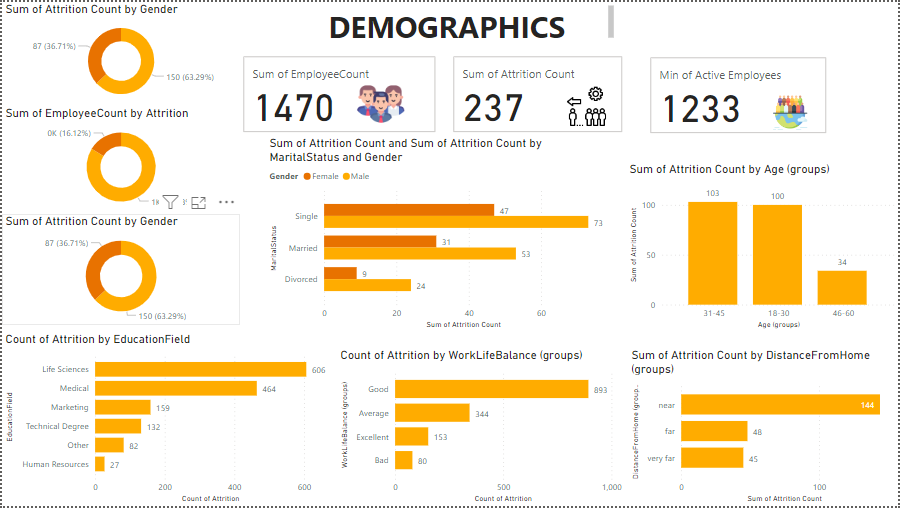 Sum of Attrition Count by Gender
87 (36.71%)
150 (63.29%)
DEMOGRAPHICS
Sum of EmployeeCount
1470
Sum of Attrition Count
237
Min of Active Employees
1233
Sum of EmployeeCount by Attrition
0K (16.12%)
Sum of Attrition Count by Gender
87 (36.71%)
150 (63.29%)
Sum of Attrition Count and Sum of Attrition Count by
MaritalStatus and Gender
Gender Female Male
MaritalStatus
Single 47
73
Married 31
53
Divorced 9
24
0 20 40 60
Sum of Attrition Count
Sum of Attrition Count by Age (groups)
Sum of Attrition Count
103 100 34
100
50
0
31-45 18-30 46-60
Age (groups)
Count of Attrition by EducationField
EducationField
Life Sciences 606
Medical 464
Marketing 159
Technical Degree 132
Other 82
Human Resources 27
0 200 400 600
Count of Attrition
Count of Attrition by WorkLifeBalance (groups)
WorkLifeBalance (groups)
Good 893
Average 344
Excellent 153
Bad 80
0 500 1,000
Count of Attrition
Sum of Attrition Count by DistanceFromHome
(groups)
DistanceFromHome (group...
near 144
far 48
very far 45
0 100
Sum of Attrition Count